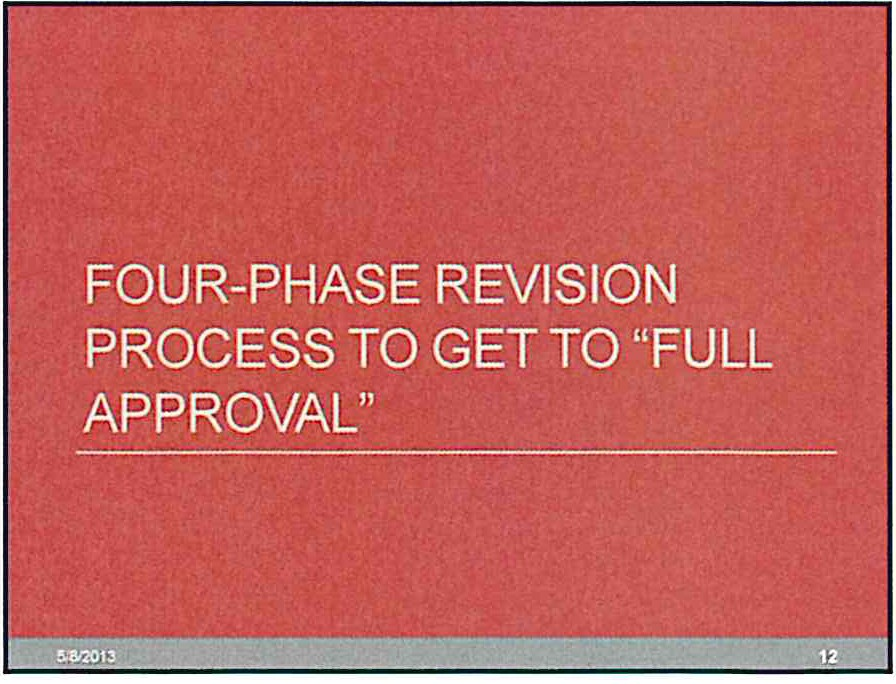 FOUR-PHASE REVISION
PROCESS TO GET TO “FULL
APPROVAL”
5/8/2013
12